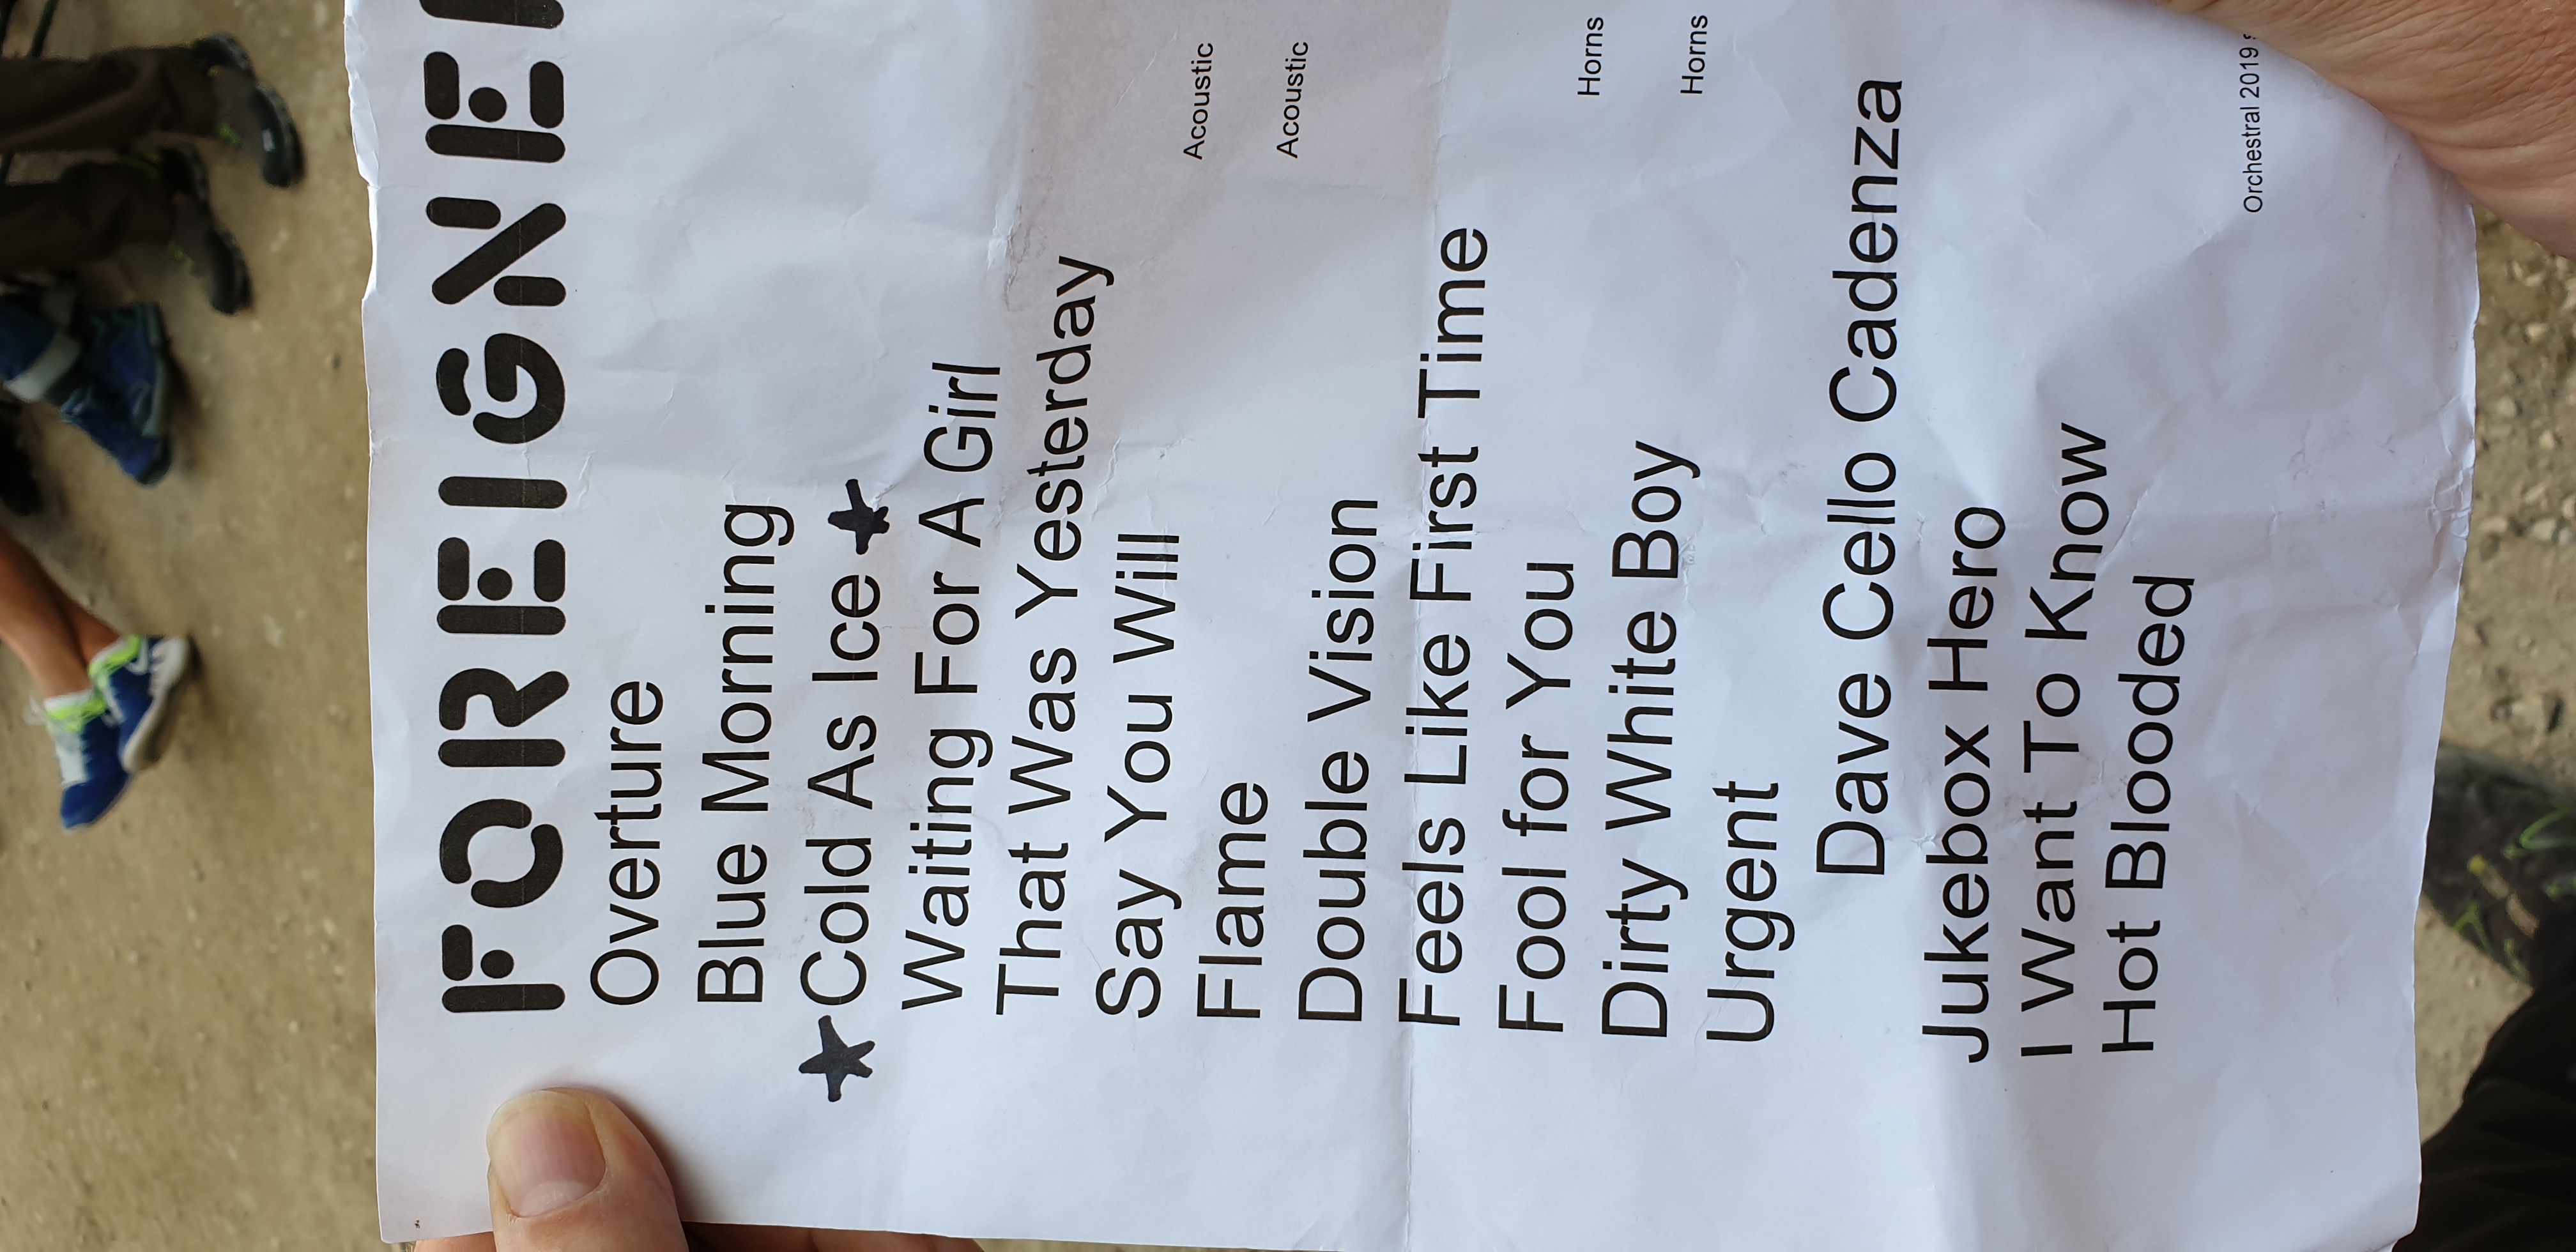 FOREIGNE
Overture
Blue Morning
★Cold As Ice★
Waiting For A Girl
That Was Yesterday
Say You Will Acoustic
Flame Acoustic
Double Vision
Feels Like First Time
Fool for You Horns
Dirty White Boy Horns
Urgent
Dave Cello Cadenza
Jukebox Hero
I Want To Know
Hot Blooded
Orchestral 2019